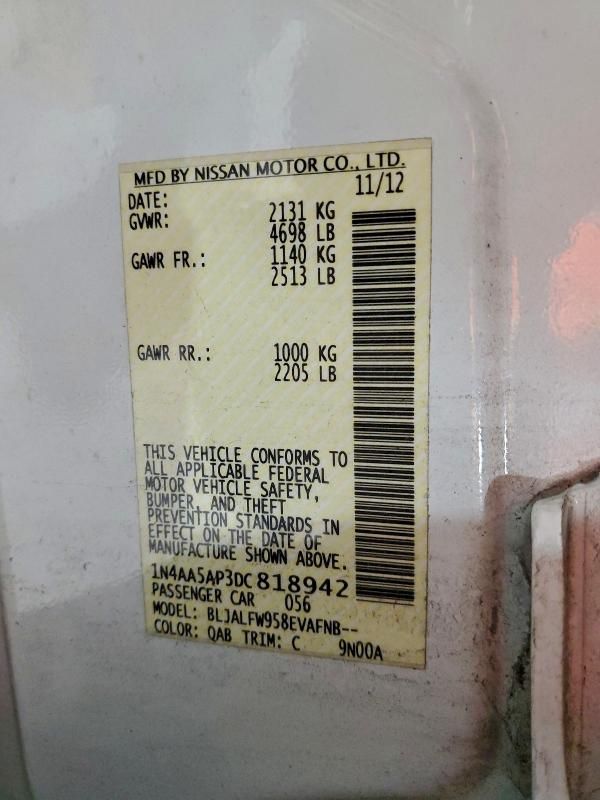 MFD BY NISSAN MOTOR CO., LTD.
DATE: 11/12
GVWR: 2131 KG
4698 LB
GAWR FR.: 1140 KG
2513 LB
GAWR RR.: 1000 KG
2205 LB
THIS VEHICLE CONFORMS TO
ALL APPLICABLE FEDERAL
MOTOR VEHICLE SAFETY,
BUMPER, AND THEFT
PREVENTION STANDARDS IN
EFFECT ON THE DATE OF
MANUFACTURE SHOWN ABOVE.
1N4AA5AP3DC818942
PASSENGER CAR 056
MODEL: BLJALFW958EVAFNB--
COLOR: QAB TRIM: C 9N00A